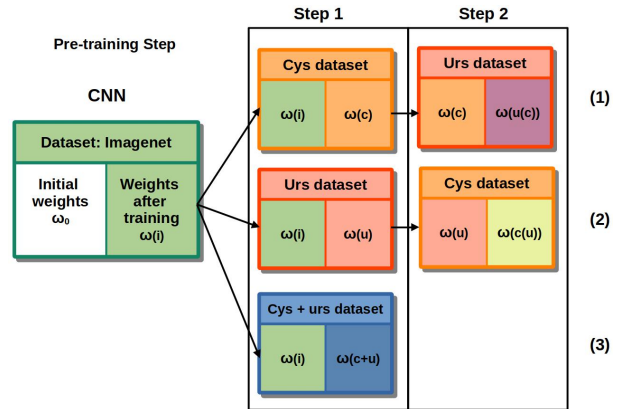 Step 1
Step 2
Pre-training Step
CNN
Dataset: Imagenet
Initial
weights
ω₀
Weights
after
training
ω(i)
Cys dataset
ω(i)
ω(c)
Urs dataset
ω(c)
ω(u(c))
(1)
Urs dataset
ω(i)
ω(u)
Cys dataset
ω(u)
ω(c(u))
(2)
Cys + urs dataset
ω(i)
ω(c+u)
(3)